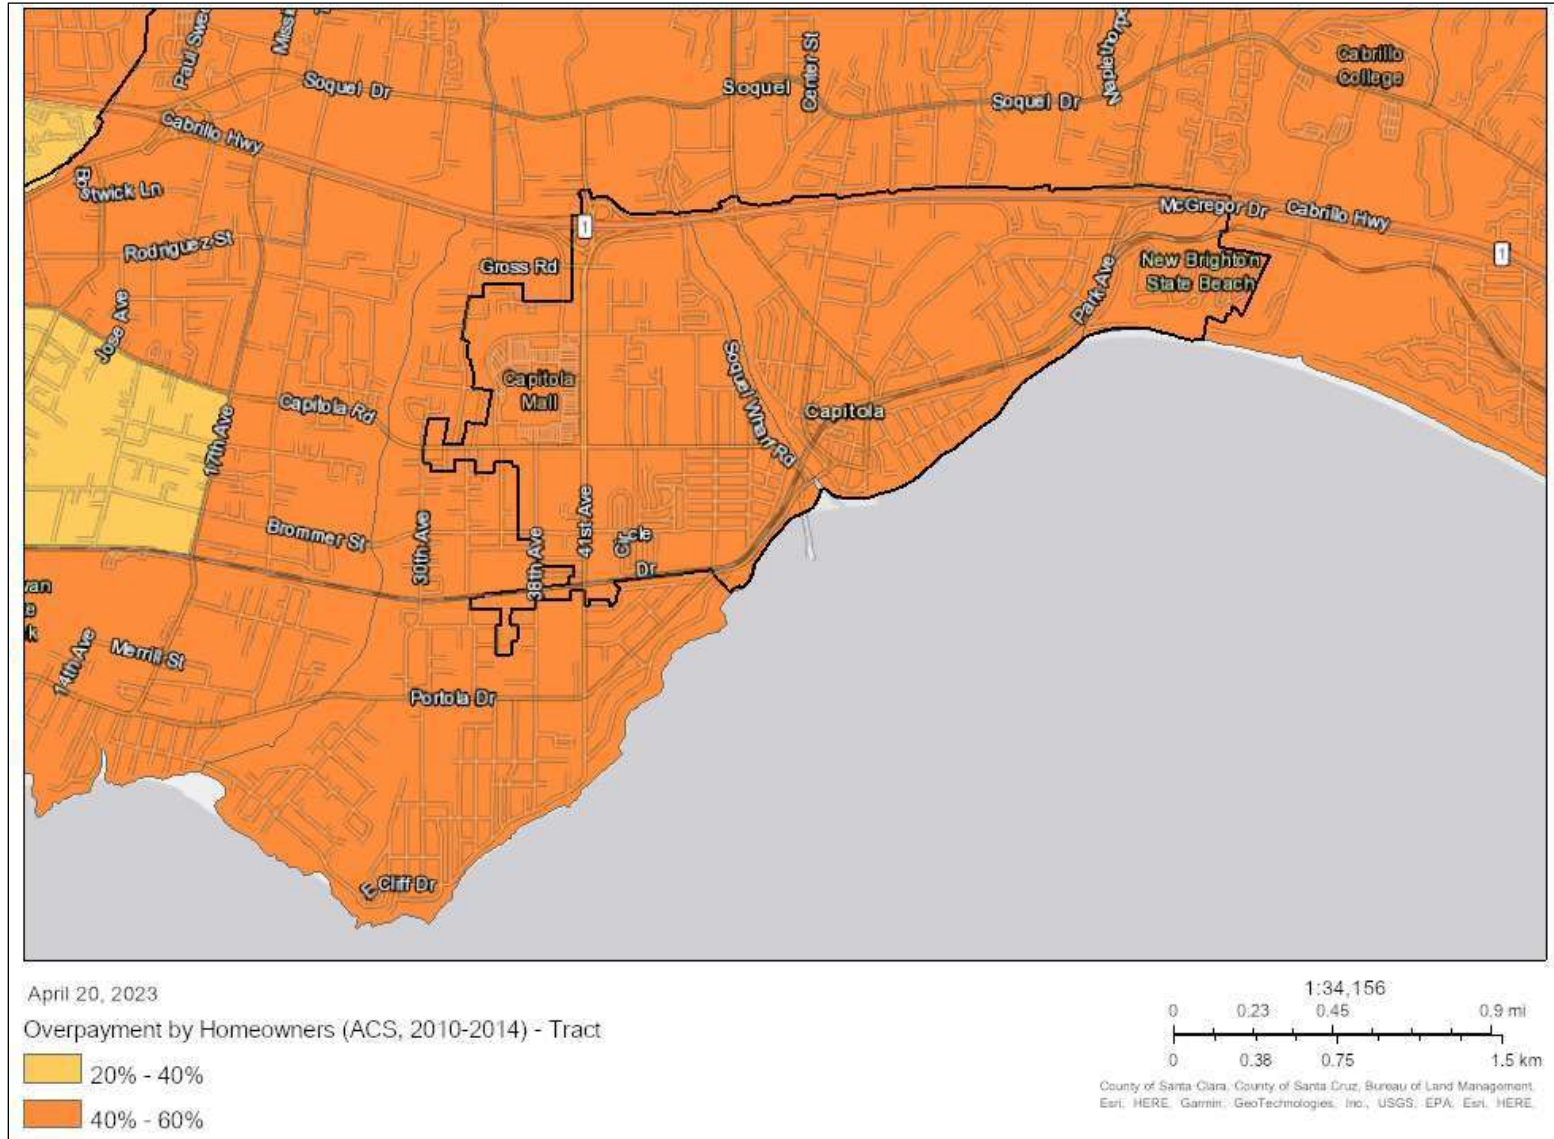 Paul Swe
Missi
Center St
Maplethorpe
Cabrillo
College
Soquel Dr
Soquel
Soquel Dr
Cabrillo Hwy
Bostwick Ln
McGregor Dr
Cabrillo Hwy
1
1
Rodriguez St
Gross Rd
New Brighton
State Beach
Park Ave
Jose Ave
Soquel Wharf Rd
Capitola
Mall
Capitola Rd
Capitola
17th Ave
Brommer St
30th Ave
38th Ave
41st Ave
Circle
Dr
van
e
k
14th Ave
Merrill St
Portola Dr
E Cliff Dr
April 20, 2023
Overpayment by Homeowners (ACS, 2010-2014) - Tract
20% - 40%
40% - 60%
1:34,156
0 0.23 0.45 0.9 mi
0 0.38 0.75 1.5 km
County of Santa Clara, County of Santa Cruz, Bureau of Land Management,
Esri, HERE, Garmin, GeoTechnologies, Inc., USGS, EPA, Esri, HERE,